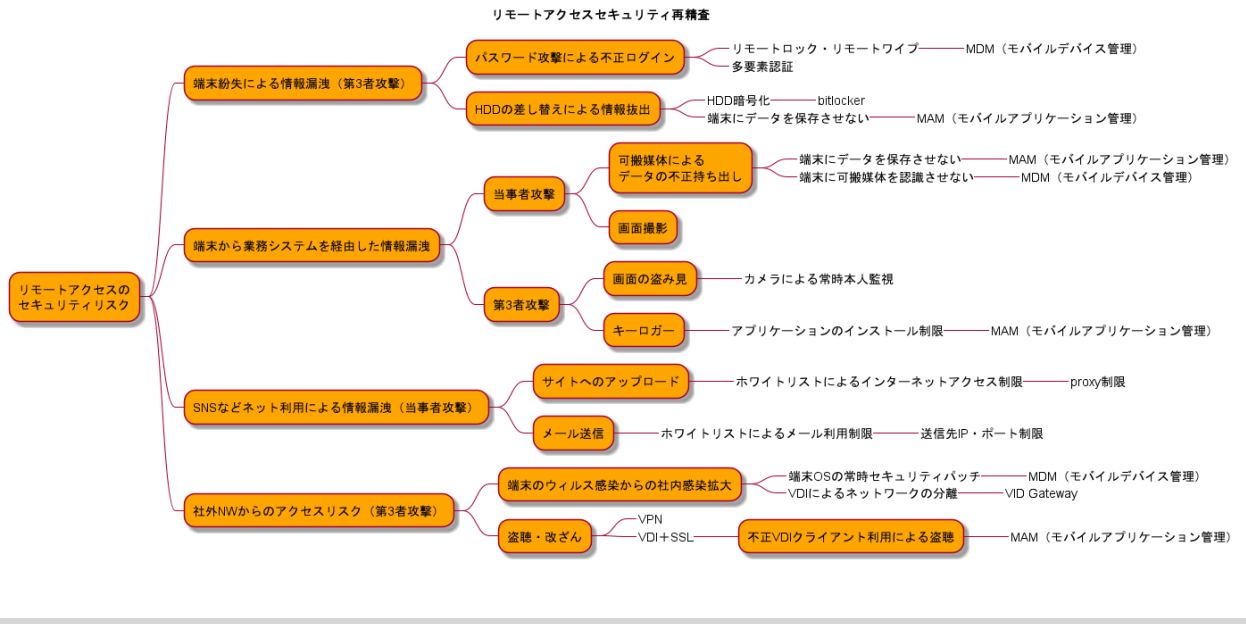 リモートアクセスセキュリティ再精査
リモートアクセスの
セキュリティリスク
端末紛失による情報漏洩（第3者攻撃）
パスワード攻撃による不正ログイン
リモートロック・リモートワイプ
MDM（モバイルデバイス管理）
多要素認証
HDDの差し替えによる情報抜出
HDD暗号化
bitlocker
端末にデータを保存させない
MAM（モバイルアプリケーション管理）
端末から業務システムを経由した情報漏洩
当事者攻撃
可搬媒体による
データの不正持ち出し
端末にデータを保存させない
MAM（モバイルアプリケーション管理）
端末に可搬媒体を認識させない
MDM（モバイルデバイス管理）
画面撮影
第3者攻撃
画面の盗み見
カメラによる常時本人監視
キーロガー
アプリケーションのインストール制限
MAM（モバイルアプリケーション管理）
SNSなどネット利用による情報漏洩（当事者攻撃）
サイトへのアップロード
ホワイトリストによるインターネットアクセス制限
proxy制限
メール送信
ホワイトリストによるメール利用制限
送信先IP・ポート制限
社外NWからのアクセスリスク（第3者攻撃）
端末のウィルス感染からの社内感染拡大
端末OSの常時セキュリティパッチ
MDM（モバイルデバイス管理）
VDIによるネットワークの分離
VID Gateway
盗聴・改ざん
VPN
VDI＋SSL
不正VDIクライアント利用による盗聴
MAM（モバイルアプリケーション管理）